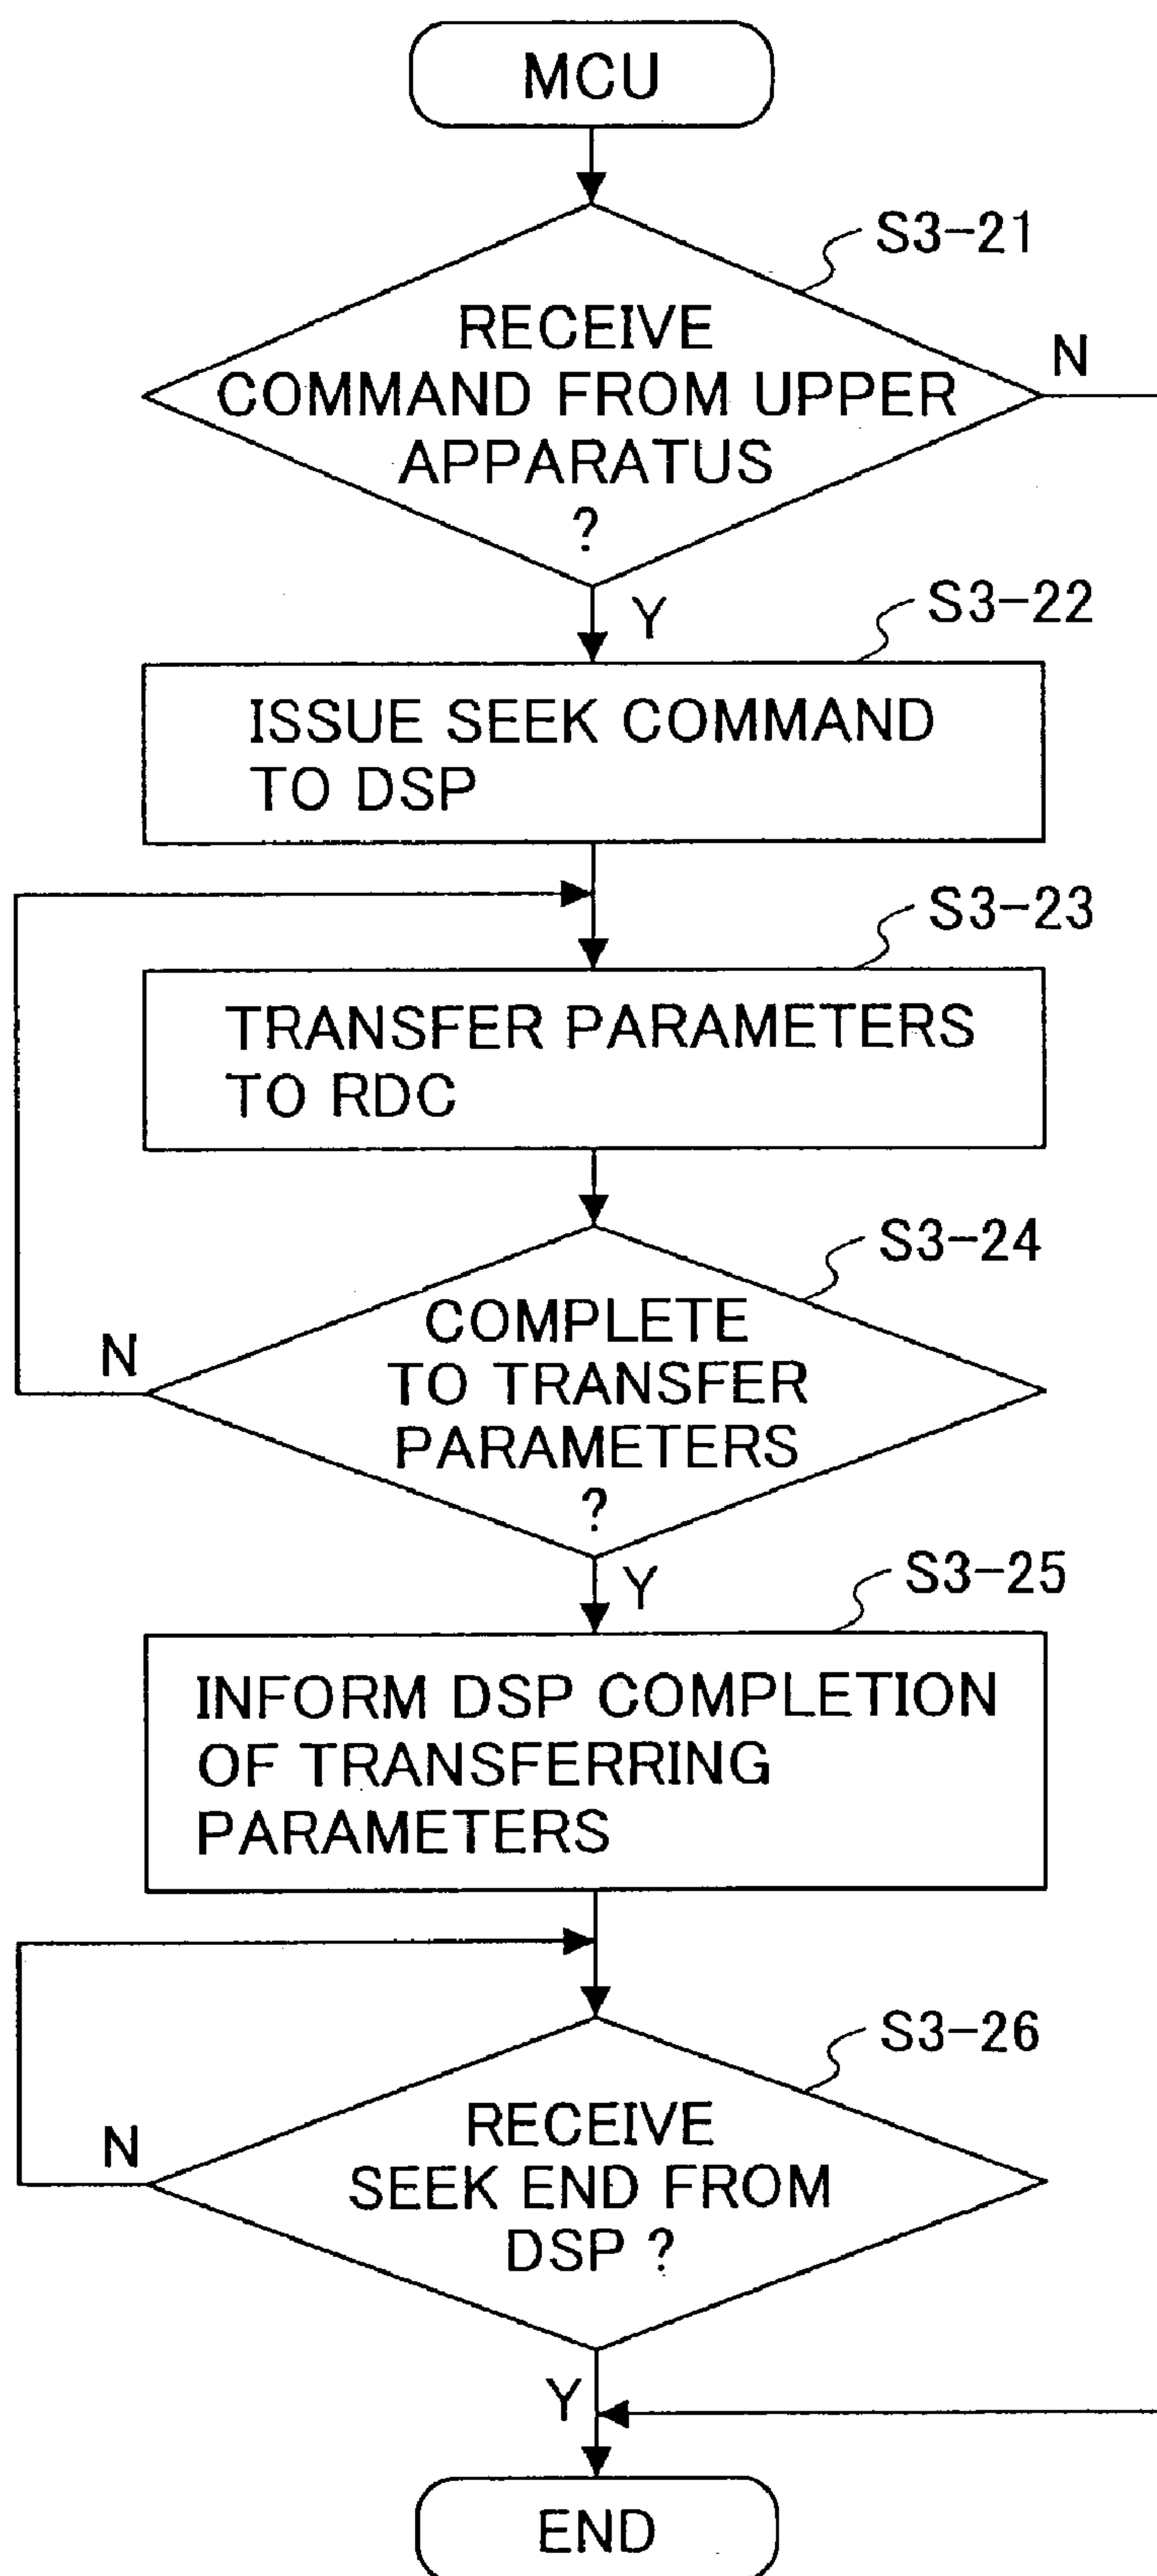 MCU
S3-21
RECEIVE
COMMAND FROM UPPER
APPARATUS
?
N
Y
S3-22
ISSUE SEEK COMMAND
TO DSP
S3-23
TRANSFER PARAMETERS
TO RDC
S3-24
COMPLETE
TO TRANSFER
PARAMETERS
?
N
Y
S3-25
INFORM DSP COMPLETION
OF TRANSFERRING
PARAMETERS
S3-26
RECEIVE
SEEK END FROM
DSP ?
N
Y
END